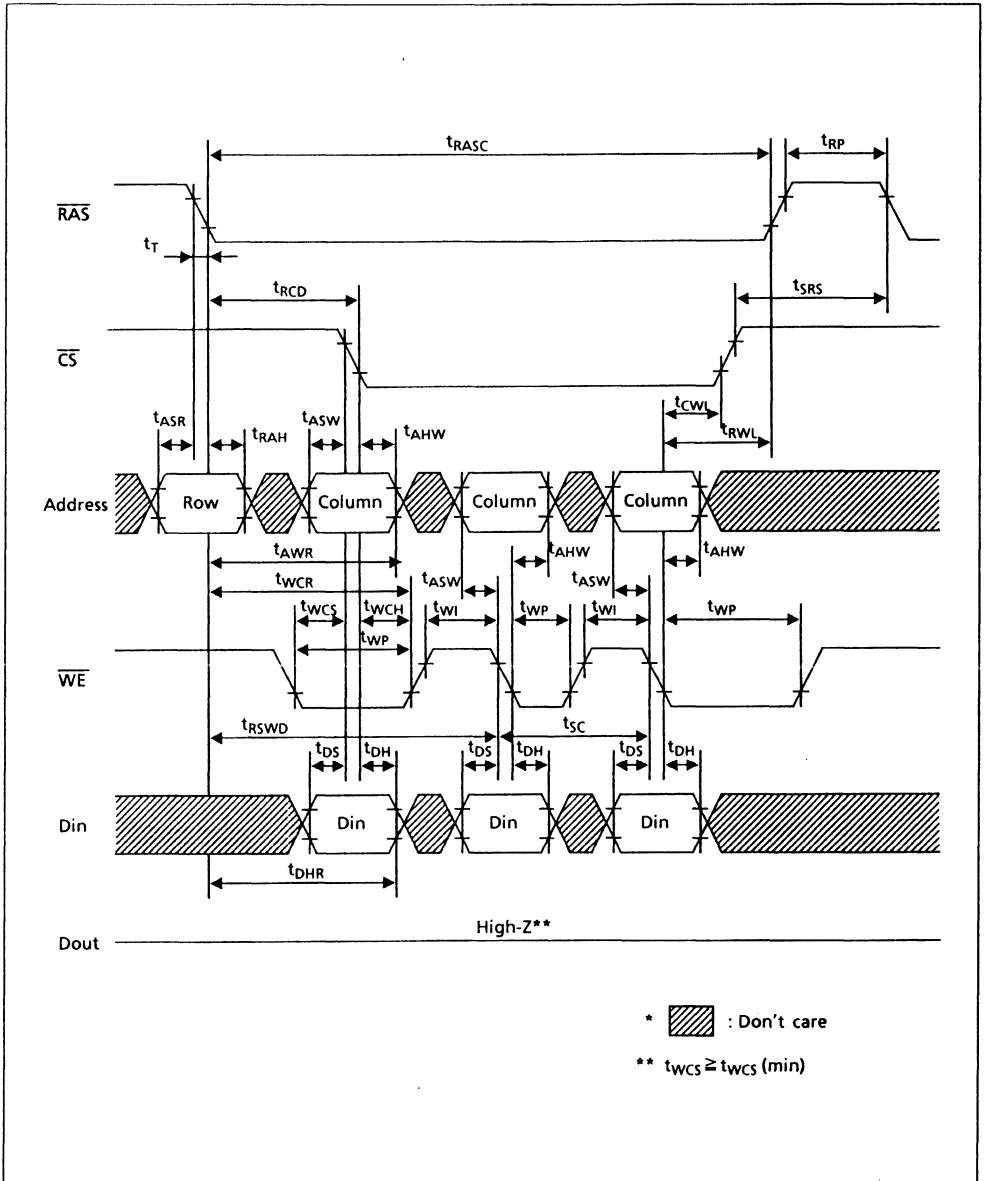 tRASC
tRP
RAS
tT
tRCD
tSRS
CS
tCWL
tASR
tRAH
tASW
tAHW
tRWL
Address
Row
Column
Column
Column
tAWR
tAHW
tAHW
tWCR
tASW
tASW
tWCS
tWCH
tWI
tWP
tWI
tWP
tWP
WE
tRSWD
tSC
tDS
tDH
tDS
tDH
tDS
tDH
Din
Din
Din
Din
tDHR
High-Z**
Dout
* : Don't care
** tWCS ≧ tWCS (min)